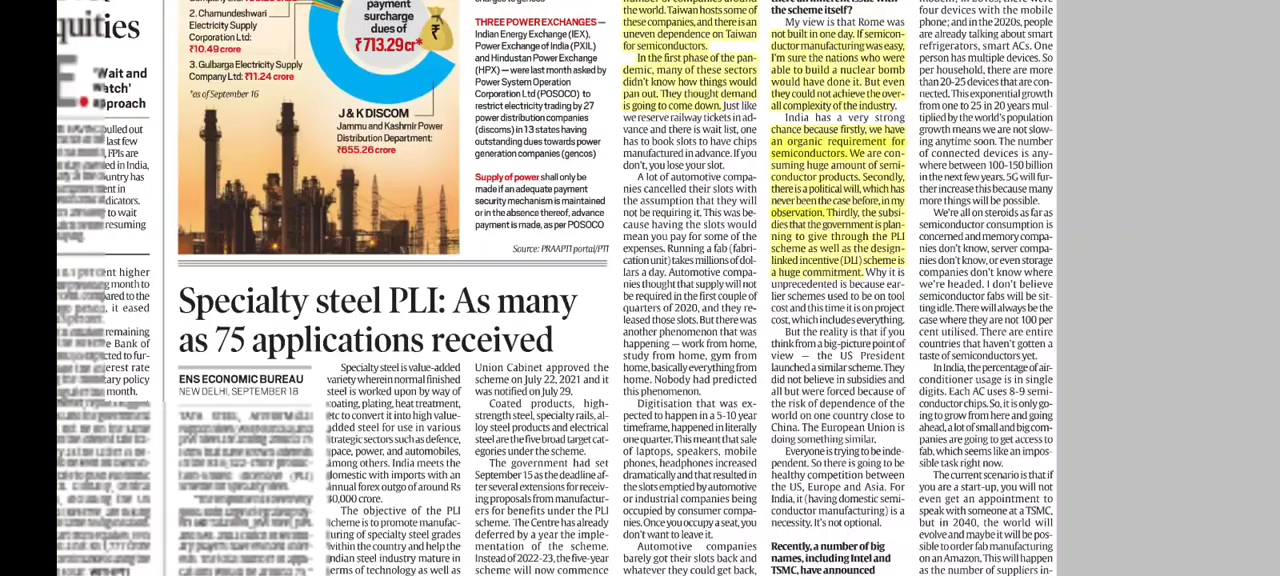 quities
'Wait and
atch'
pproach
pulled out
last few
, FPIs are
ed in India,
untry has
ent in
dicators.
to wait
resuming
nt higher
g month to
pared to the
, it eased
remaining
e Bank of
cted to fur-
terest rate
tary policy
month.
2. Chamundeshwari
Electricity Supply
Corporation Ltd:
₹10.49 crore
3. Gulbarga Electricity Supply
Company Ltd: ₹11.24 crore
*as of September 16
payment
surcharge
dues of
₹713.29cr*
J & K DISCOM
Jammu and Kashmir Power
Distribution Department:
₹655.26 crore
THREE POWER EXCHANGES —
Indian Energy Exchange (IEX),
Power Exchange of India (PXIL)
and Hindustan Power Exchange
(HPX) — were last month asked by
Power System Operation
Corporation Ltd (POSOCO) to
restrict electricity trading by 27
power distribution companies
(discoms) in 13 states having
outstanding dues towards power
generation companies (gencos)
Supply of power shall only be
made if an adequate payment
security mechanism is maintained
or in the absence thereof, advance
payment is made, as per POSOCO
Source: PRAAPTI portal/PTI
Specialty steel PLI: As many
as 75 applications received
ENS ECONOMIC BUREAU
NEW DELHI, SEPTEMBER 18
Specialty steel is value-added
variety wherein normal finished
steel is worked upon by way of
coating, plating, heat treatment,
etc to convert it into high value-
added steel for use in various
strategic sectors such as defence,
space, power, and automobiles,
among others. India meets the
domestic with imports with an
annual forex outgo of around Rs
30,000 crore.
The objective of the PLI
scheme is to promote manufac-
turing of specialty steel grades
within the country and help the
Indian steel industry mature in
terms of technology as well as
Union Cabinet approved the
scheme on July 22, 2021 and it
was notified on July 29.
Coated products, high-
strength steel, specialty rails, al-
loy steel products and electrical
steel are the five broad target cat-
egories under the scheme.
The government had set
September 15 as the deadline af-
ter several extensions for receiv-
ing proposals from manufactur-
ers for benefits under the PLI
scheme. The Centre has already
deferred by a year the imple-
mentation of the scheme.
Instead of 2022-23, the five-year
scheme will now commence
the world. Taiwan hosts some of
these companies, and there is an
uneven dependence on Taiwan
for semiconductors.
In the first phase of the pan-
demic, many of these sectors
didn't know how things would
pan out. They thought demand
is going to come down. Just like
we reserve railway tickets in ad-
vance and there is wait list, one
has to book slots to have chips
manufactured in advance. If you
don't, you lose your slot.
A lot of automotive compa-
nies cancelled their slots with
the assumption that they will
not be requiring it. This was be-
cause having the slots would
mean you pay for some of the
expenses. Running a fab (fabri-
cation unit) takes millions of dol-
lars a day. Automotive compa-
nies thought that supply will not
be required in the first couple of
quarters of 2020, and they re-
leased those slots. But there was
another phenomenon that was
happening — work from home,
study from home, gym from
home, basically everything from
home. Nobody had predicted
this phenomenon.
Digitisation that was ex-
pected to happen in a 5-10 year
timeframe, happened in literally
one quarter. This meant that sale
of laptops, speakers, mobile
phones, headphones increased
dramatically and that resulted in
the slots emptied by automotive
or industrial companies being
occupied by consumer compa-
nies. Once you occupy a seat, you
don't want to leave it.
Automotive companies
barely got their slots back and
whatever they could get back,
the scheme itself?
My view is that Rome was
not built in one day. If semicon-
ductor manufacturing was easy,
I'm sure the nations who were
able to build a nuclear bomb
would have done it. But even
they could not achieve the over-
all complexity of the industry.
India has a very strong
chance because firstly, we have
an organic requirement for
semiconductors. We are con-
suming huge amount of semi-
conductor products. Secondly,
there is a political will, which has
never been the case before, in my
observation. Thirdly, the subsi-
dies that the government is plan-
ning to give through the PLI
scheme as well as the design-
linked incentive (DLI) scheme is
a huge commitment. Why it is
unprecedented is because ear-
lier schemes used to be on tool
cost and this time it is on project
cost, which includes everything.
But the reality is that if you
think from a big-picture point of
view — the US President
launched a similar scheme. They
did not believe in subsidies and
all but were forced because of
the risk of dependence of the
world on one country close to
China. The European Union is
doing something similar.
Everyone is trying to be inde-
pendent. So there is going to be
healthy competition between
the US, Europe and Asia. For
India, it (having domestic semi-
conductor manufacturing) is a
necessity. It's not optional.
Recently, a number of big
names, including Intel and
TSMC, have announced
four devices with the mobile
phone; and in the 2020s, people
are already talking about smart
refrigerators, smart ACs. One
person has multiple devices. So
per household, there are more
than 20-25 devices that are con-
nected. This exponential growth
from one to 25 in 20 years mul-
tiplied by the world's population
growth means we are not slow-
ing anytime soon. The number
of connected devices is any-
where between 100-150 billion
in the next few years. 5G will fur-
ther increase this because many
more things will be possible.
We're all on steroids as far as
semiconductor consumption is
concerned and memory compa-
nies don't know, server compa-
nies don't know, or even storage
companies don't know where
we're headed. I don't believe
semiconductor fabs will be sit-
ting idle. There will always be the
case where they are not 100 per
cent utilised. There are entire
countries that haven't gotten a
taste of semiconductors yet.
In India, the percentage of air-
conditioner usage is in single
digits. Each AC uses 8-9 semi-
conductor chips. So, it is only go-
ing to grow from here and going
ahead, a lot of small and big com-
panies are going to get access to
fab, which seems like an impos-
sible task right now.
The current scenario is that if
you are a start-up, you will not
even get an appointment to
speak with someone at a TSMC,
but in 2040, the world will
evolve and maybe it will be pos-
sible to order fab manufacturing
on an Amazon. This will happen
as the number of suppliers in-